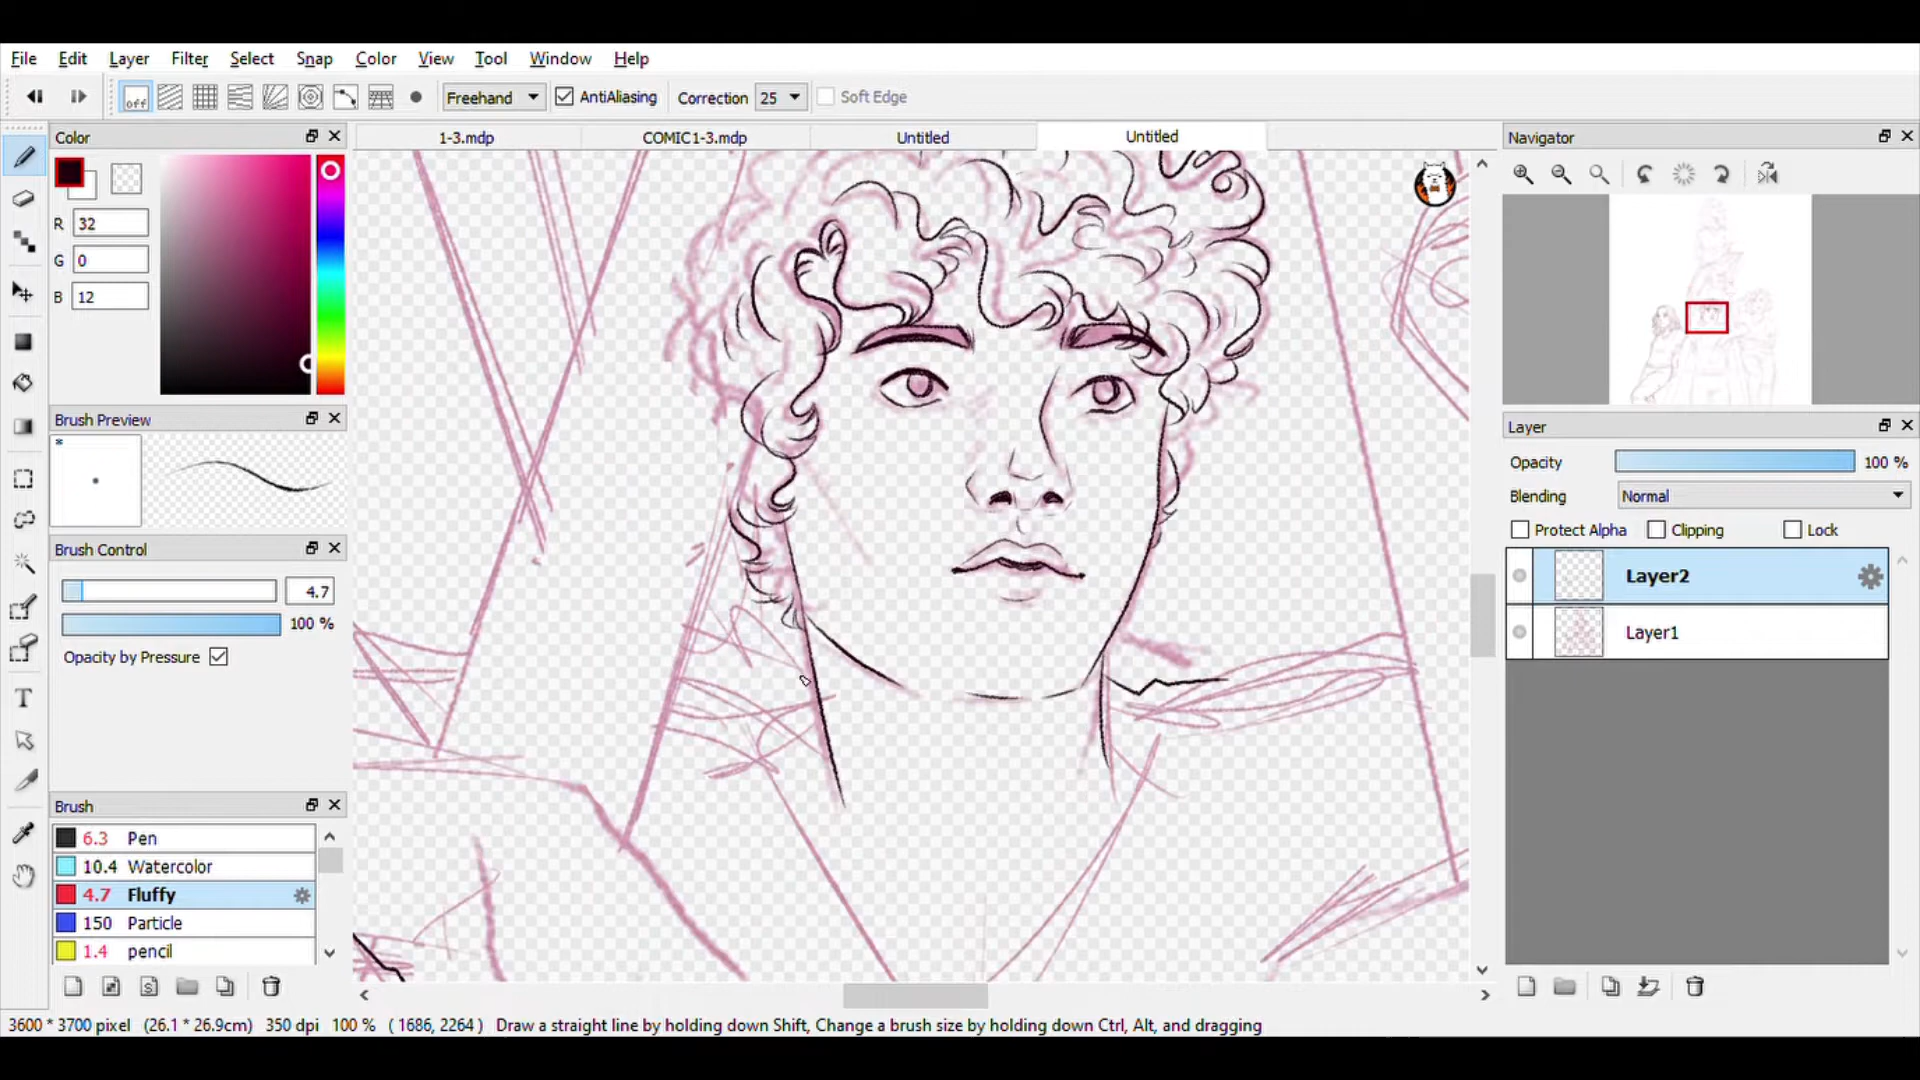 File Edit Layer Filter Select Snap Color View Tool Window Help
off Freehand AntiAliasing Correction 25 Soft Edge
Color
1-3.mdp COMIC1-3.mdp Untitled Untitled
Navigator
R 32
G 0
B 12
Brush Preview
*
Brush Control
4.7
100 %
Opacity by Pressure
Brush
6.3 Pen
10.4 Watercolor
4.7 Fluffy
150 Particle
1.4 pencil
Layer
Opacity 100 %
Blending Normal
Protect Alpha Clipping Lock
Layer2
Layer1
T
S
3600 * 3700 pixel (26.1 * 26.9cm) 350 dpi 100 % ( 1686, 2264 ) Draw a straight line by holding down Shift, Change a brush size by holding down Ctrl, Alt, and dragging